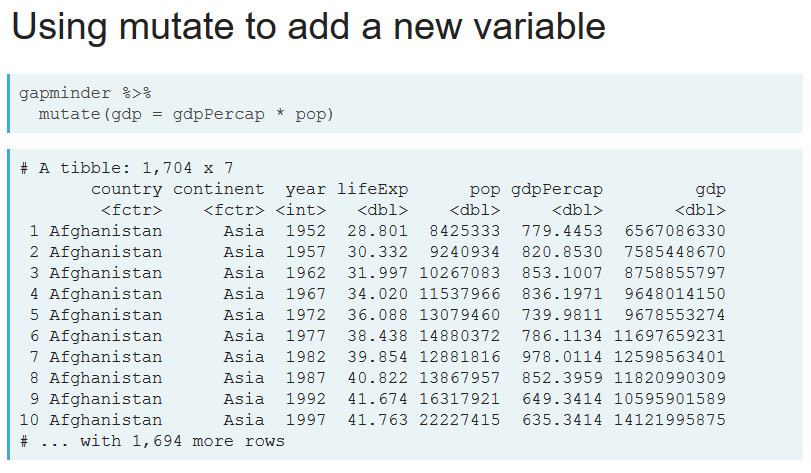 Using mutate to add a new variable
gapminder %>%
  mutate(gdp = gdpPercap * pop)
# A tibble: 1,704 x 7
       country continent  year lifeExp      pop gdpPercap         gdp
        <fctr>    <fctr> <int>   <dbl>    <dbl>     <dbl>       <dbl>
 1 Afghanistan      Asia  1952  28.801  8425333  779.4453  6567086330
 2 Afghanistan      Asia  1957  30.332  9240934  820.8530  7585448670
 3 Afghanistan      Asia  1962  31.997 10267083  853.1007  8758855797
 4 Afghanistan      Asia  1967  34.020 11537966  836.1971  9648014150
 5 Afghanistan      Asia  1972  36.088 13079460  739.9811  9678553274
 6 Afghanistan      Asia  1977  38.438 14880372  786.1134 11697659231
 7 Afghanistan      Asia  1982  39.854 12881816  978.0114 12598563401
 8 Afghanistan      Asia  1987  40.822 13867957  852.3959 11820990309
 9 Afghanistan      Asia  1992  41.674 16317921  649.3414 10595901589
10 Afghanistan      Asia  1997  41.763 22227415  635.3414 14121995875
# ... with 1,694 more rows